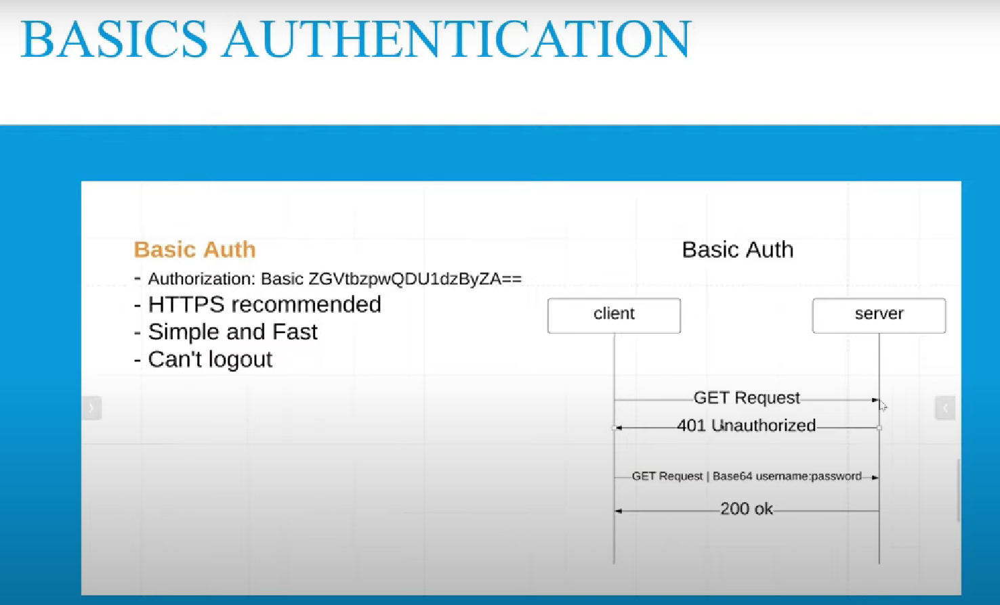 BASICS AUTHENTICATION
Basic Auth
- Authorization: Basic ZGVtbzpwQDU1dzByZA==
- HTTPS recommended
- Simple and Fast
- Can't logout
Basic Auth
client
server
GET Request
401 Unauthorized
GET Request | Base64 username:password
200 ok